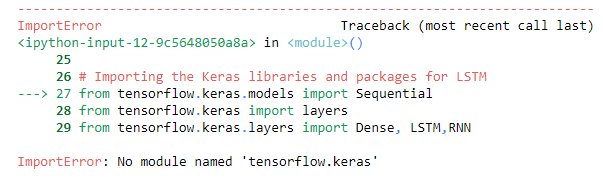 ---------------------------------------------------------------------------
ImportError                               Traceback (most recent call last)
<ipython-input-12-9c5648050a8a> in <module>()
     25
     26 # Importing the Keras libraries and packages for LSTM
---> 27 from tensorflow.keras.models import Sequential
     28 from tensorflow.keras import layers
     29 from tensorflow.keras.layers import Dense, LSTM,RNN
ImportError: No module named 'tensorflow.keras'